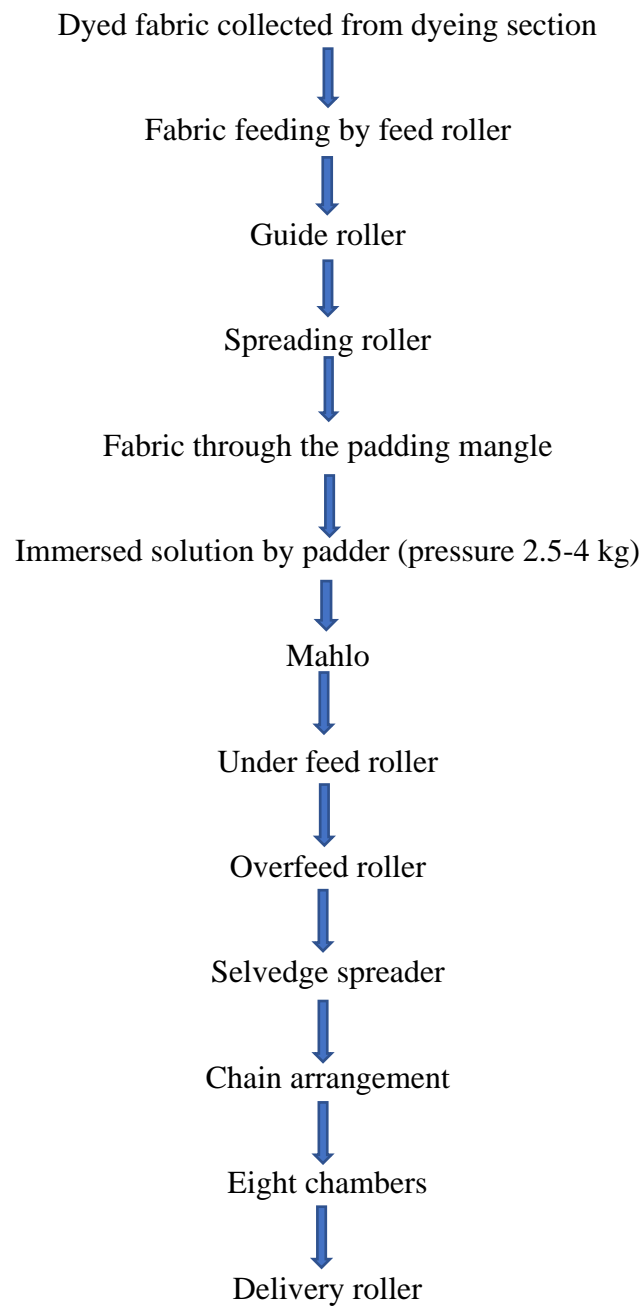 Dyed fabric collected from dyeing section
Fabric feeding by feed roller
Guide roller
Spreading roller
Fabric through the padding mangle
Immersed solution by padder (pressure 2.5-4 kg)
Mahlo
Under feed roller
Overfeed roller
Selvedge spreader
Chain arrangement
Eight chambers
Delivery roller